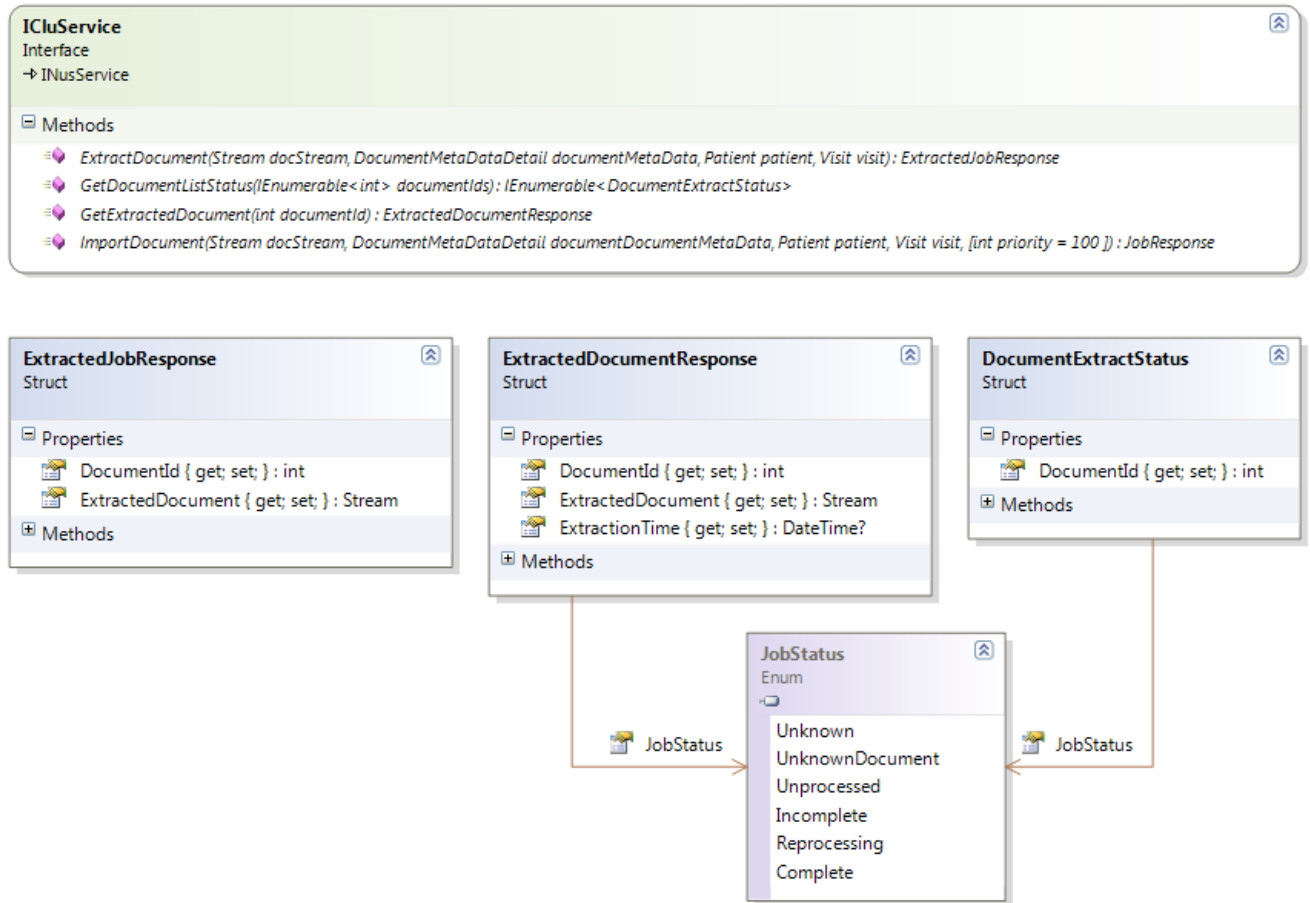 ICluService
Interface
INusService
Methods
ExtractDocument(Stream docStream, DocumentMetaDataDetail documentMetaData, Patient patient, Visit visit) : ExtractedJobResponse
GetDocumentListStatus(IEnumerable<int> documentIds) : IEnumerable<DocumentExtractStatus>
GetExtractedDocument(int documentId) : ExtractedDocumentResponse
ImportDocument(Stream docStream, DocumentMetaDataDetail documentDocumentMetaData, Patient patient, Visit visit, [int priority = 100 ]) : JobResponse
ExtractedJobResponse
Struct
Properties
DocumentId { get; set; } : int
ExtractedDocument { get; set; } : Stream
Methods
ExtractedDocumentResponse
Struct
Properties
DocumentId { get; set; } : int
ExtractedDocument { get; set; } : Stream
ExtractionTime { get; set; } : DateTime?
Methods
DocumentExtractStatus
Struct
Properties
DocumentId { get; set; } : int
Methods
JobStatus
Enum
Unknown
UnknownDocument
Unprocessed
Incomplete
Reprocessing
Complete
JobStatus
JobStatus